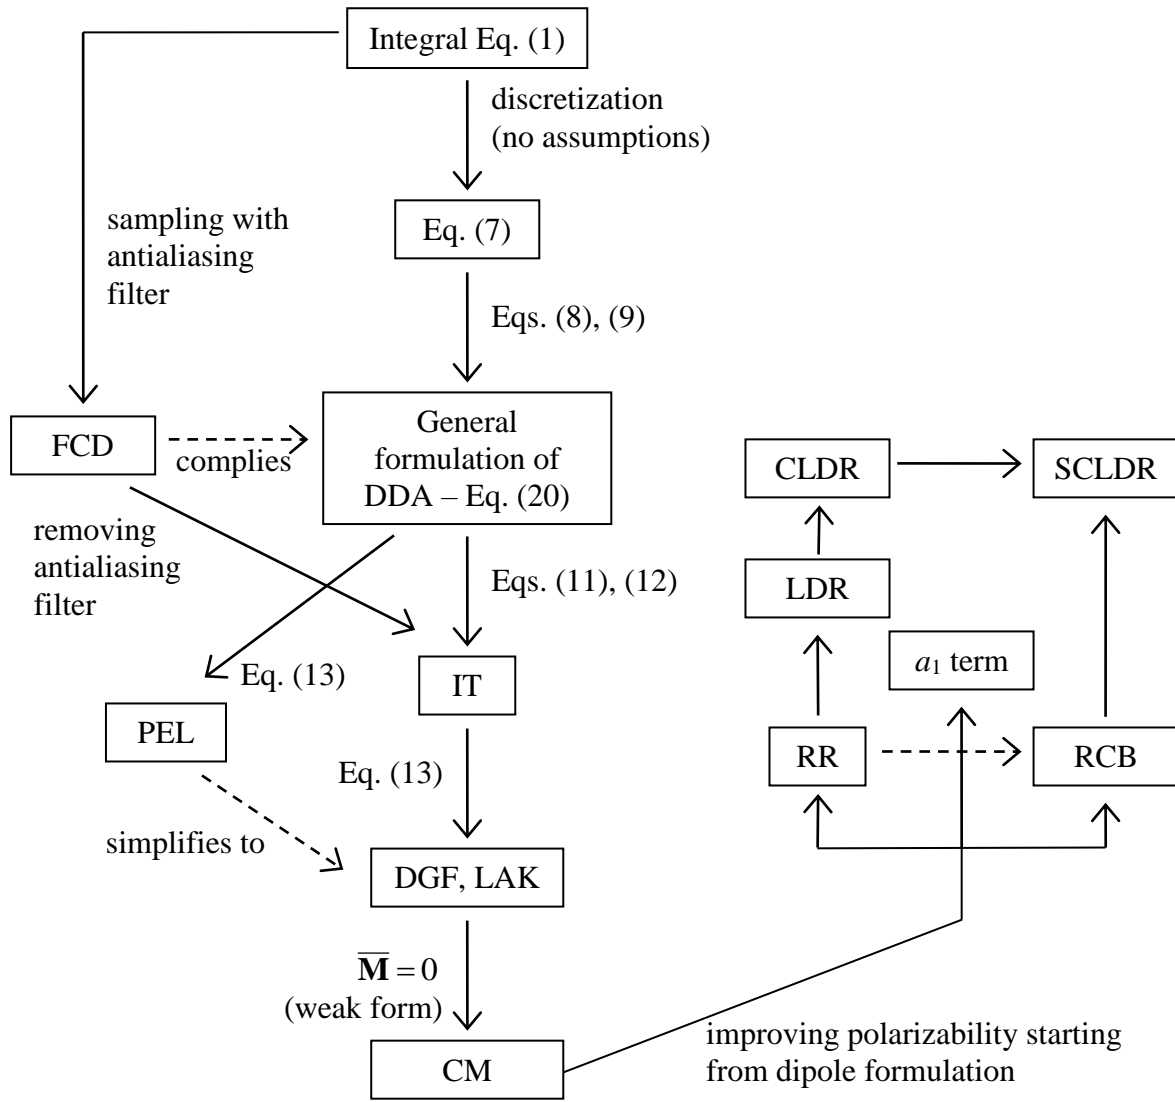 Integral Eq. (1)
discretization
(no assumptions)
sampling with
antialiasing
filter
Eq. (7)
Eqs. (8), (9)
FCD
complies
General
formulation of
DDA – Eq. (20)
CLDR
SCLDR
removing
antialiasing
filter
Eqs. (11), (12)
LDR
a1 term
Eq. (13)
IT
PEL
Eq. (13)
RR
RCB
simplifies to
DGF, LAK
M̅ = 0
(weak form)
CM
improving polarizability starting
from dipole formulation